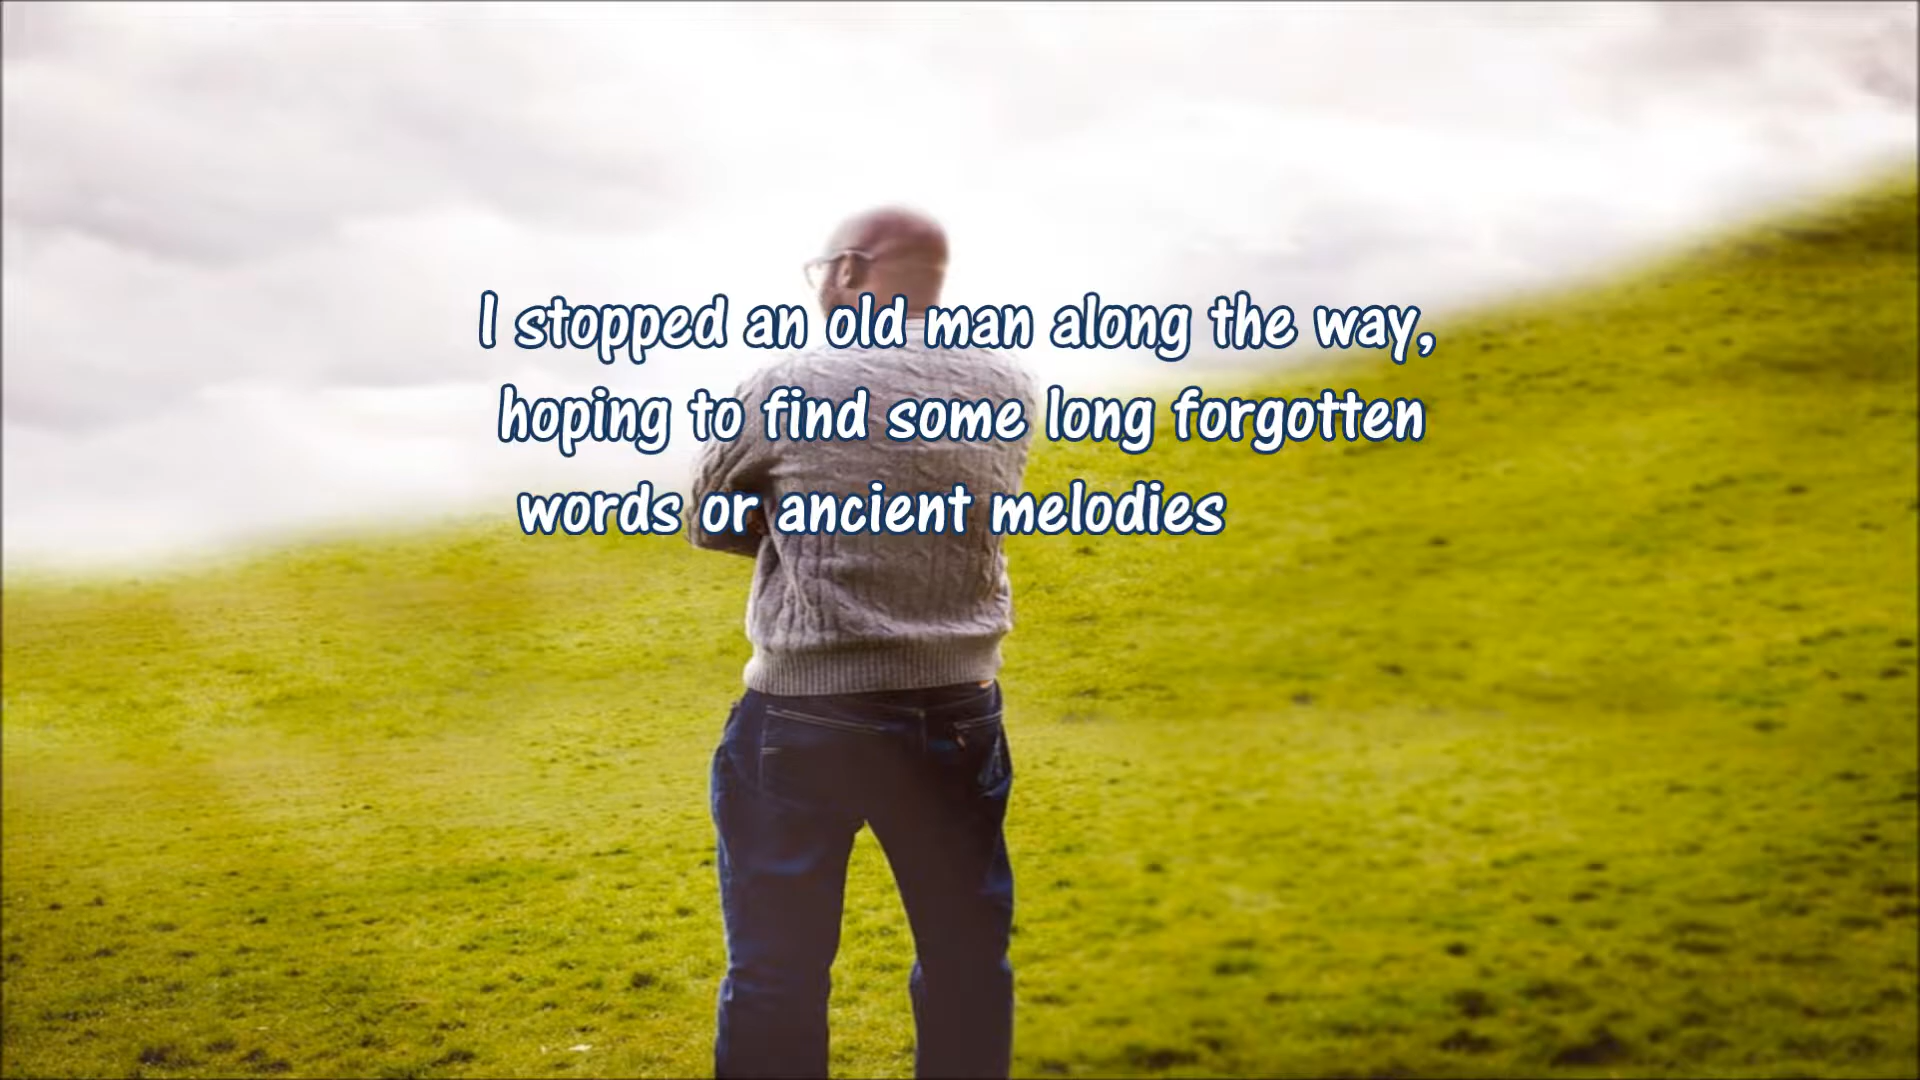 I stopped an old man along the way,
hoping to find some long forgotten
words or ancient melodies